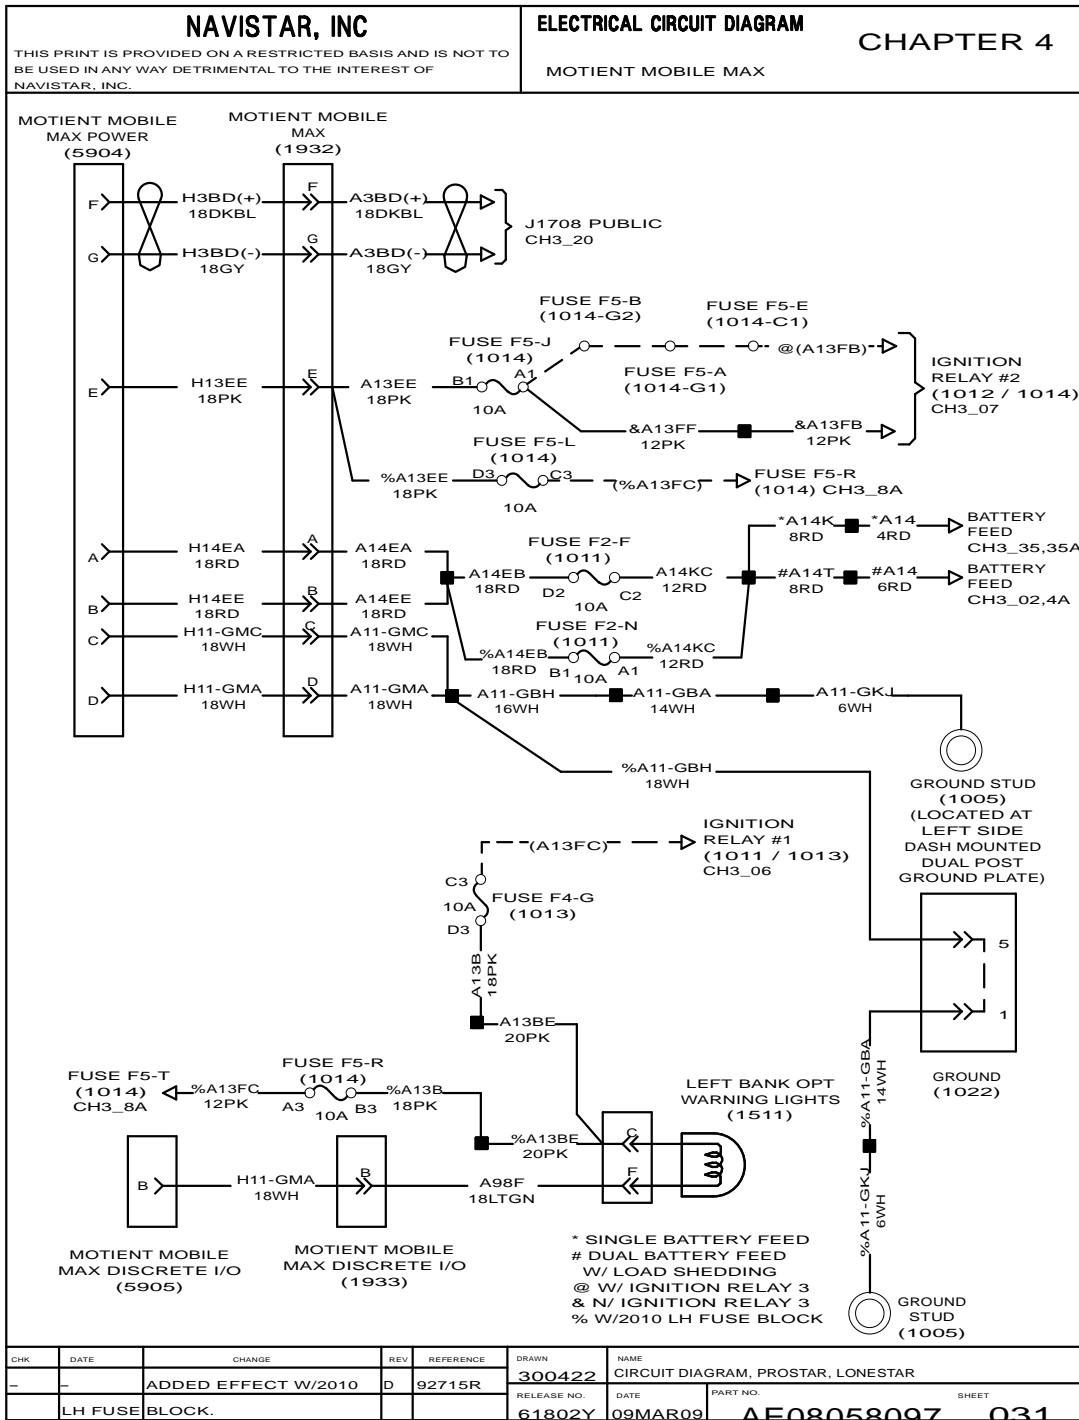 NAVISTAR, INC
THIS PRINT IS PROVIDED ON A RESTRICTED BASIS AND IS NOT TO
BE USED IN ANY WAY DETRIMENTAL TO THE INTEREST OF
NAVISTAR, INC.
ELECTRICAL CIRCUIT DIAGRAM
CHAPTER 4
MOTIENT MOBILE MAX
MOTIENT MOBILE
MAX POWER
(5904)
MOTIENT MOBILE
MAX
(1932)
F
H3BD(+)
18DKBL
F
A3BD(+)
18DKBL
G
H3BD(-)
18GY
G
A3BD(-)
18GY
J1708 PUBLIC
CH3_20
FUSE F5-B
(1014-G2)
FUSE F5-E
(1014-C1)
FUSE F5-J
(1014)
FUSE F5-A
(1014-G1)
@(A13FB)
E
H13EE
18PK
E
A13EE
18PK
B1
A1
10A
IGNITION
RELAY #2
(1012 / 1014)
CH3_07
&A13FF
12PK
&A13FB
12PK
FUSE F5-L
(1014)
%A13EE
18PK
D3
C3
10A
(%A13FC)
FUSE F5-R
(1014) CH3_8A
*A14K
8RD
*A14
4RD
BATTERY
FEED
CH3_35,35A
A
H14EA
18RD
A
A14EA
18RD
FUSE F2-F
(1011)
A14EB
18RD
D2
C2
10A
A14KC
12RD
#A14T
8RD
#A14
6RD
BATTERY
FEED
CH3_02,4A
B
H14EE
18RD
B
A14EE
18RD
FUSE F2-N
(1011)
%A14EB
18RD
B1
A1
10A
%A14KC
12RD
C
H11-GMC
18WH
C
A11-GMC
18WH
D
H11-GMA
18WH
D
A11-GMA
18WH
A11-GBH
16WH
A11-GBA
14WH
A11-GKJ
6WH
%A11-GBH
18WH
GROUND STUD
(1005)
(LOCATED AT
LEFT SIDE
DASH MOUNTED
DUAL POST
GROUND PLATE)
(A13FC)
IGNITION
RELAY #1
(1011 / 1013)
CH3_06
C3
10A
D3
FUSE F4-G
(1013)
A13B
18PK
5
1
GROUND
(1022)
A13BE
20PK
FUSE F5-T
(1014)
CH3_8A
%A13FC
12PK
FUSE F5-R
(1014)
A3
10A
B3
%A13B
18PK
LEFT BANK OPT
WARNING LIGHTS
(1511)
%A11-GBA
14WH
%A13BE
20PK
C
F
B
H11-GMA
18WH
B
A98F
18LTGN
%A11-GKJ
6WH
MOTIENT MOBILE
MAX DISCRETE I/O
(5905)
MOTIENT MOBILE
MAX DISCRETE I/O
(1933)
* SINGLE BATTERY FEED
# DUAL BATTERY FEED
W/ LOAD SHEDDING
@ W/ IGNITION RELAY 3
& N/ IGNITION RELAY 3
% W/2010 LH FUSE BLOCK
GROUND
STUD
(1005)
CHK DATE CHANGE REV REFERENCE
– – ADDED EFFECT W/2010 D 92715R
LH FUSE BLOCK.
DRAWN
300422
NAME
CIRCUIT DIAGRAM, PROSTAR, LONESTAR
RELEASE NO.
61802Y
DATE
09MAR09
PART NO.
AE08058097
SHEET
031